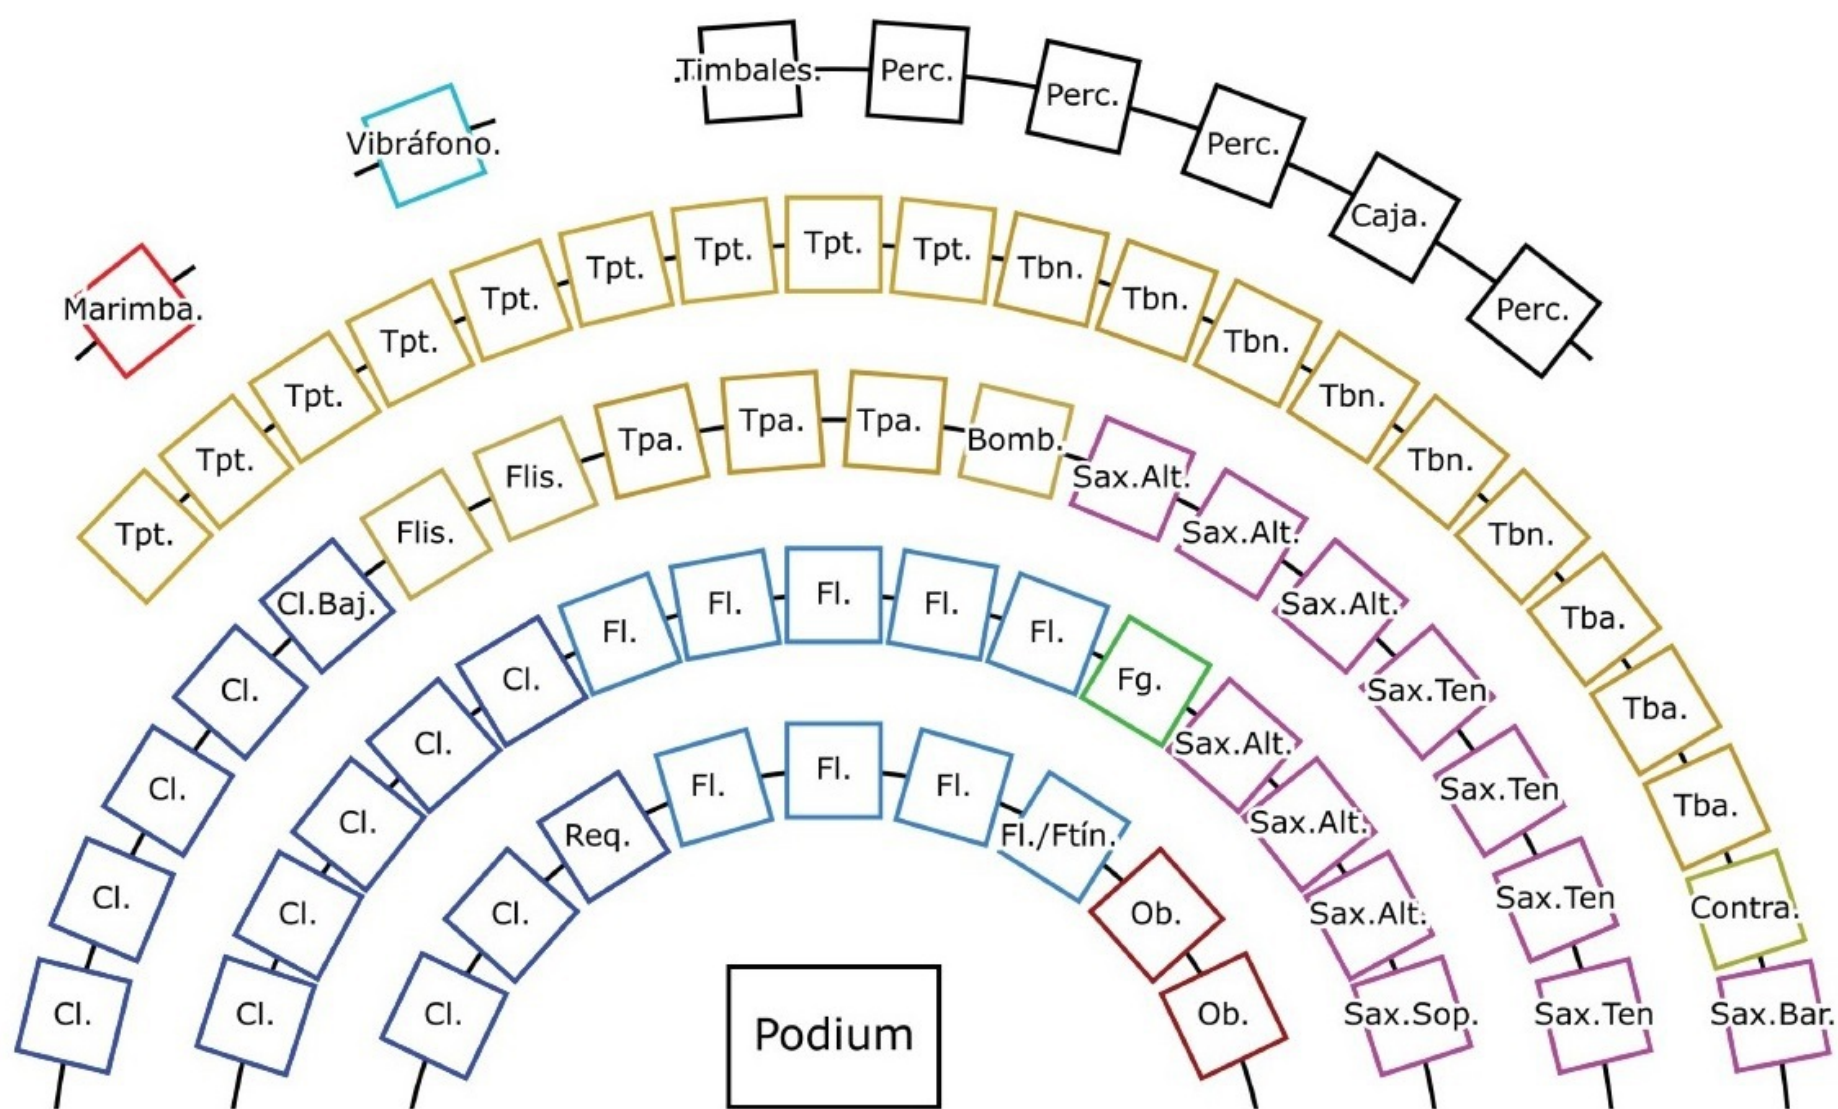 Timbales.
Perc.
Perc.
Perc.
Caja.
Perc.
Vibráfono.
Marimba.
Tpt.
Tpt.
Tpt.
Tpt.
Tpt.
Tpt.
Tpt.
Tpt.
Tpt.
Tbn.
Tbn.
Tbn.
Tbn.
Tbn.
Tbn.
Tba.
Tba.
Tba.
Contra.
Sax.Bar.
Cl.
Cl.
Cl.
Cl.
Cl.Baj.
Flis.
Flis.
Tpa.
Tpa.
Tpa.
Bomb.
Sax.Alt.
Sax.Alt.
Sax.Alt.
Sax.Ten
Sax.Ten
Sax.Ten
Sax.Ten
Cl.
Cl.
Cl.
Cl.
Cl.
Fl.
Fl.
Fl.
Fl.
Fl.
Fg.
Sax.Alt.
Sax.Alt.
Sax.Alt.
Sax.Sop.
Cl.
Cl.
Req.
Fl.
Fl.
Fl.
Fl./Ftín.
Ob.
Ob.
Podium